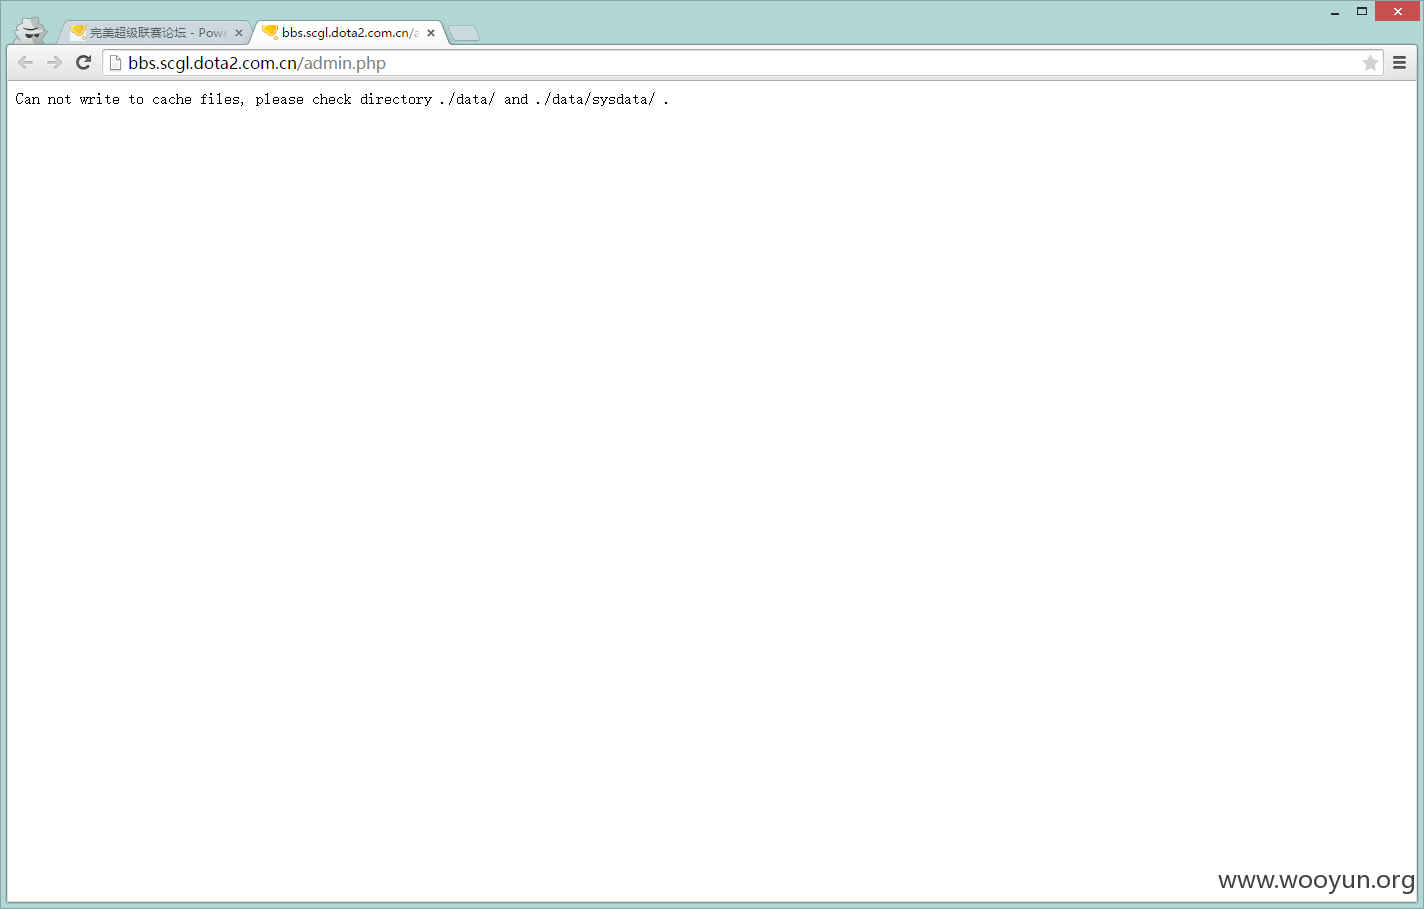 完美超级联赛论坛 - Powe
bbs.scgl.dota2.com.cn/a
bbs.scgl.dota2.com.cn/admin.php
Can not write to cache files, please check directory ./data/ and ./data/sysdata/ .
www.wooyun.org